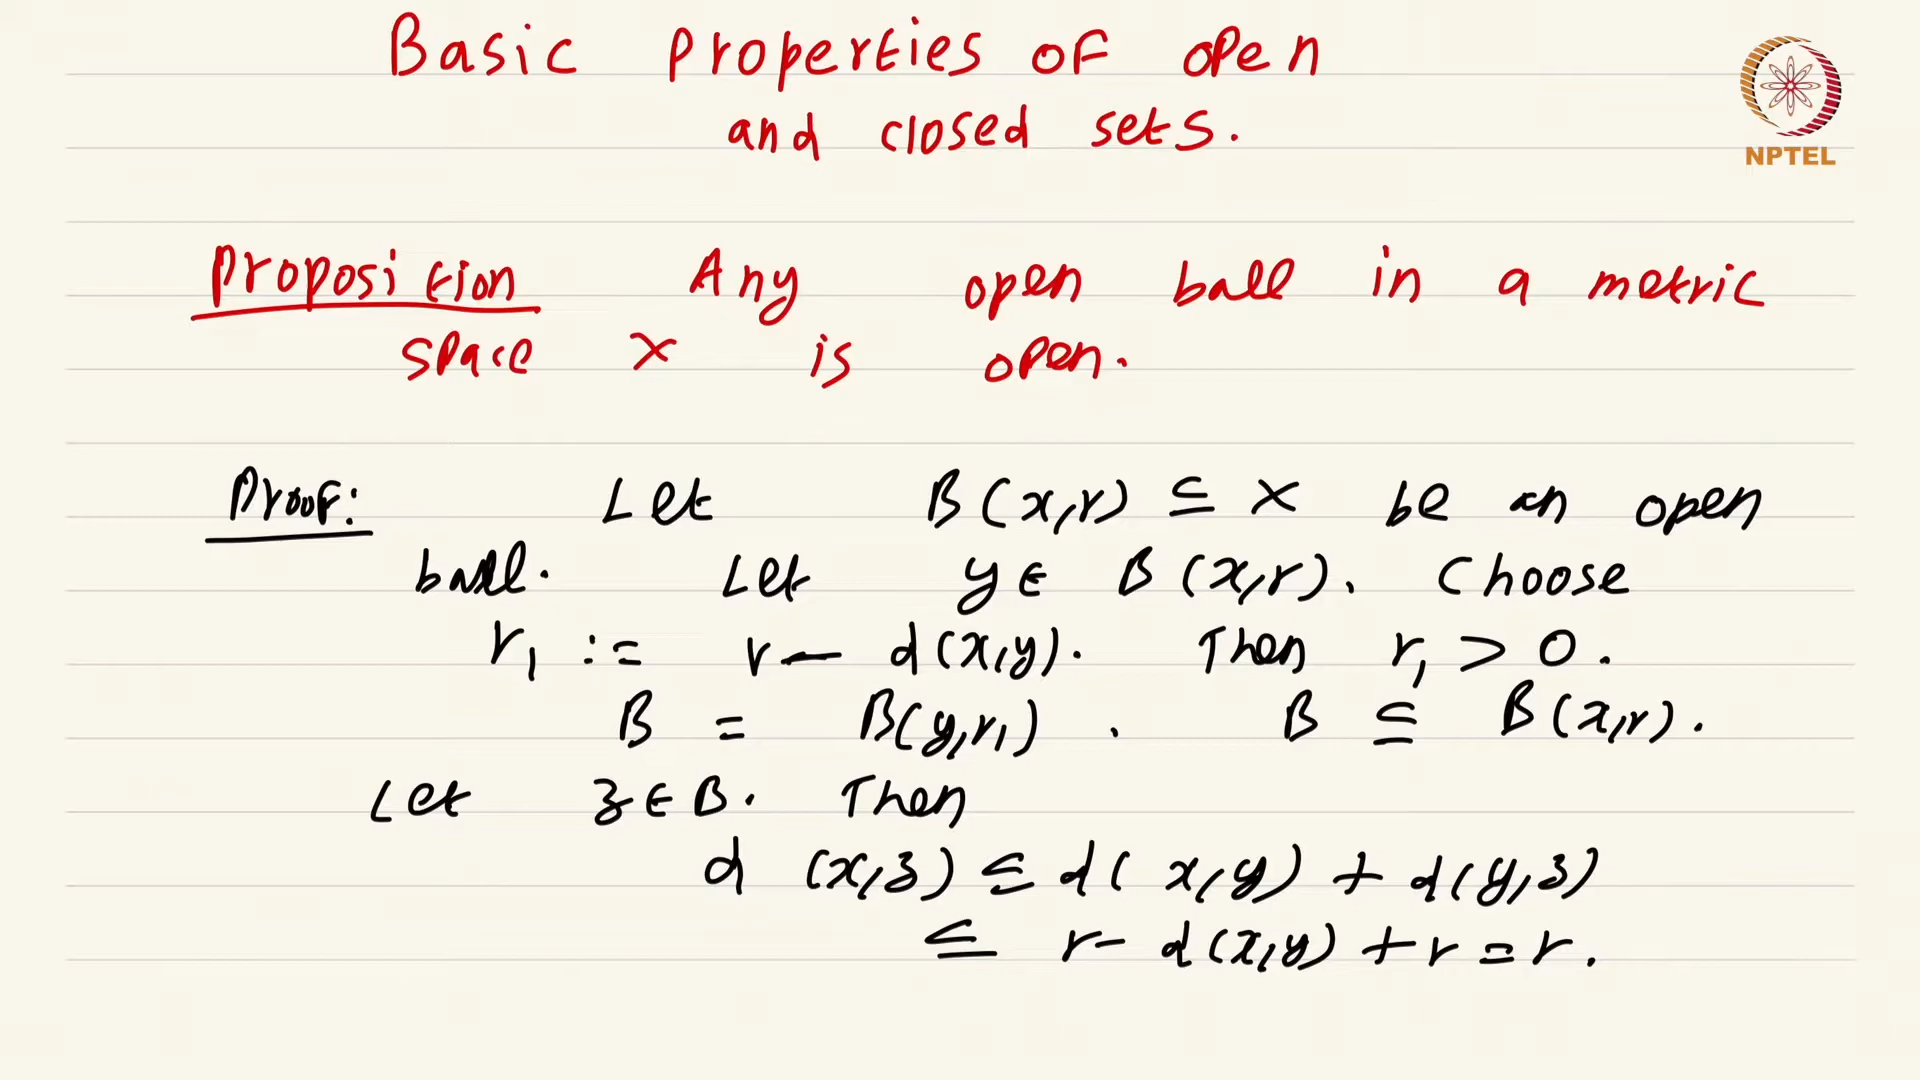 Basic Properties of open
and closed sets.
NPTEL
Proposition Any open ball in a metric
space X is open.
Proof: Let B(x,r) ⊆ X be an open
ball. Let y ∈ B(x,r). Choose
r₁ := r - d(x,y). Then r₁ > 0.
B = B(y,r₁) . B ⊆ B(x,r).
Let z ∈ B. Then
d (x,z) ≤ d( x,y) + d(y,z)
≤ r - d(x,y) + r = r.